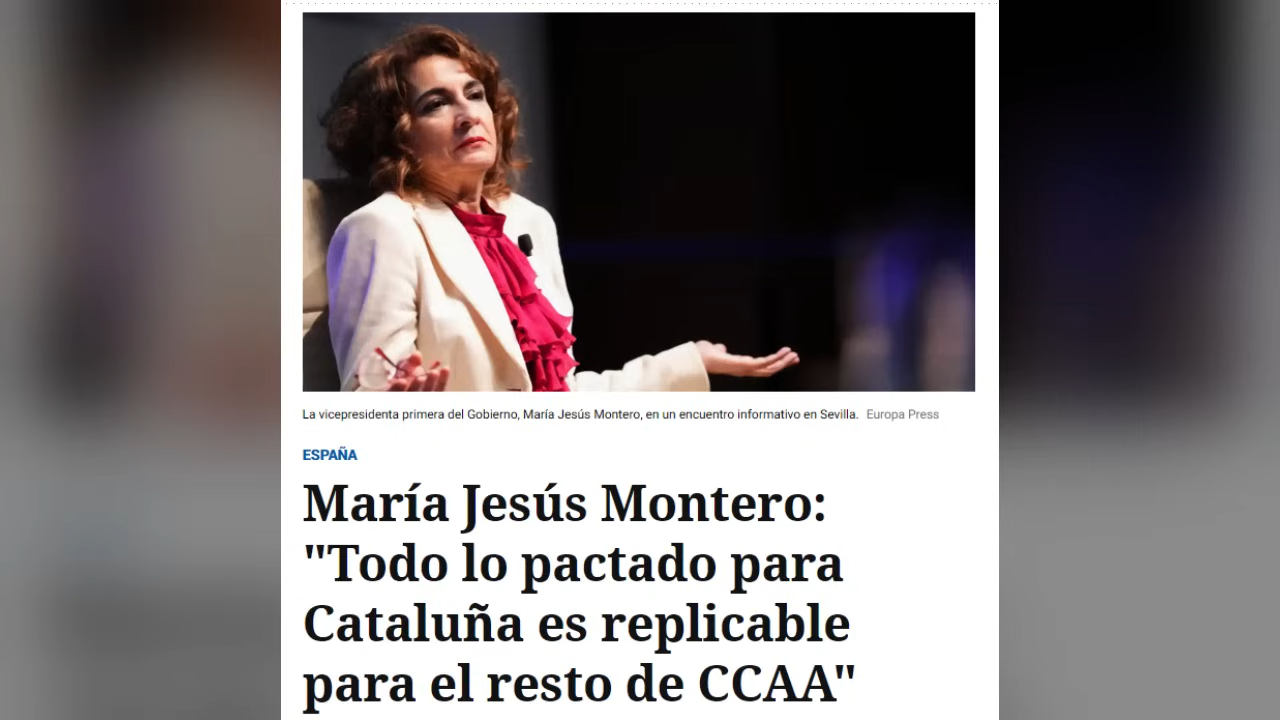 La vicepresidenta primera del Gobierno, María Jesús Montero, en un encuentro informativo en Sevilla. Europa Press
ESPAÑA
María Jesús Montero:
"Todo lo pactado para
Cataluña es replicable
para el resto de CCAA"